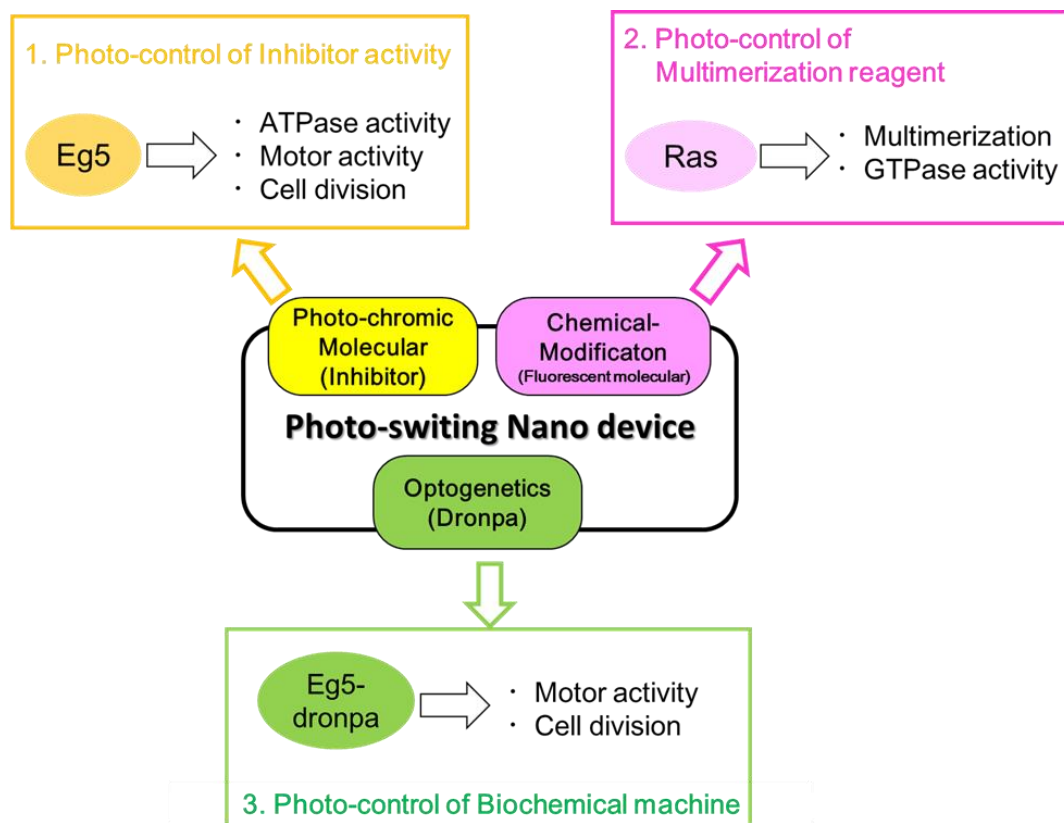 1. Photo-control of Inhibitor activity
Eg5
・ ATPase activity
・ Motor activity
・ Cell division
2. Photo-control of
Multimerization reagent
Ras
・ Multimerization
・ GTPase activity
Photo-chromic
Molecular
(Inhibitor)
Chemical-
Modificaton
(Fluorescent molecular)
Photo-switing Nano device
Optogenetics
(Dronpa)
Eg5-
dronpa
・ Motor activity
・ Cell division
3. Photo-control of Biochemical machine